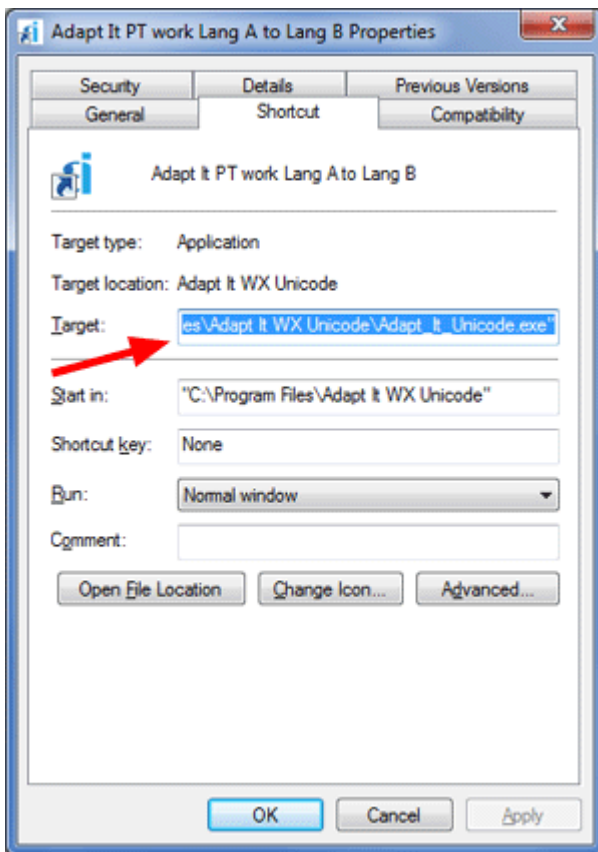 Adapt It PT work Lang A to Lang B Properties
Security Details Previous Versions
General Shortcut Compatibility
Adapt It PT work Lang A to Lang B
Target type: Application
Target location: Adapt It WX Unicode
Target: es\Adapt It WX Unicode\Adapt_It_Unicode.exe"
Start in: "C:\Program Files\Adapt It WX Unicode"
Shortcut key: None
Run: Normal window
Comment:
Open File Location Change Icon... Advanced...
OK Cancel Apply